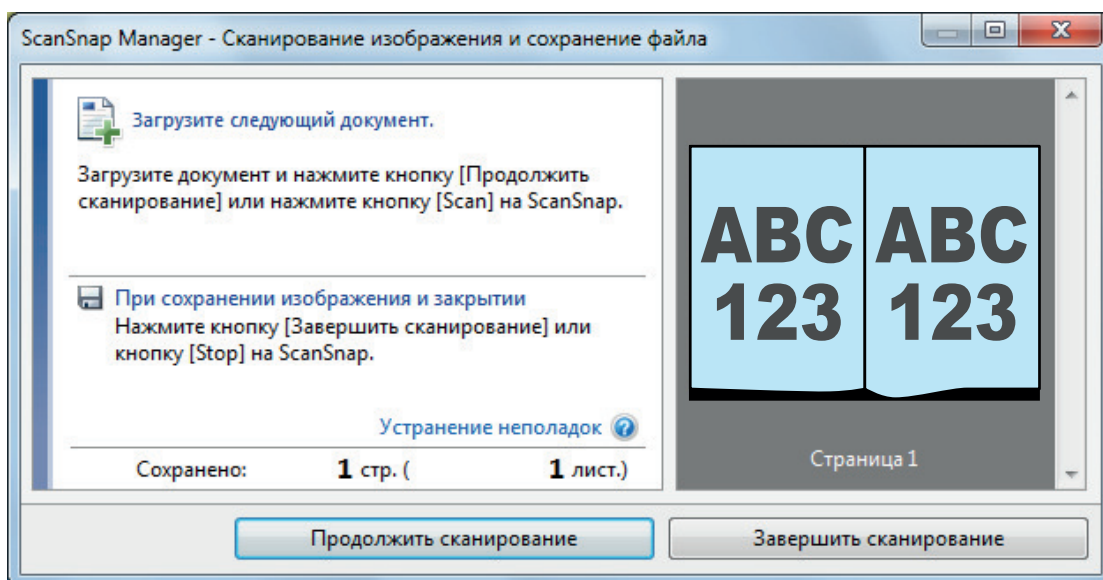 ScanSnap Manager - Сканирование изображения и сохранение файла
Загрузите следующий документ.
Загрузите документ и нажмите кнопку [Продолжить
сканирование] или нажмите кнопку [Scan] на ScanSnap.
При сохранении изображения и закрытии
Нажмите кнопку [Завершить сканирование] или
кнопку [Stop] на ScanSnap.
Устранение неполадок
Сохранено: 1 стр. ( 1 лист.)
ABC ABC
123 123
Страница 1
Продолжить сканирование
Завершить сканирование